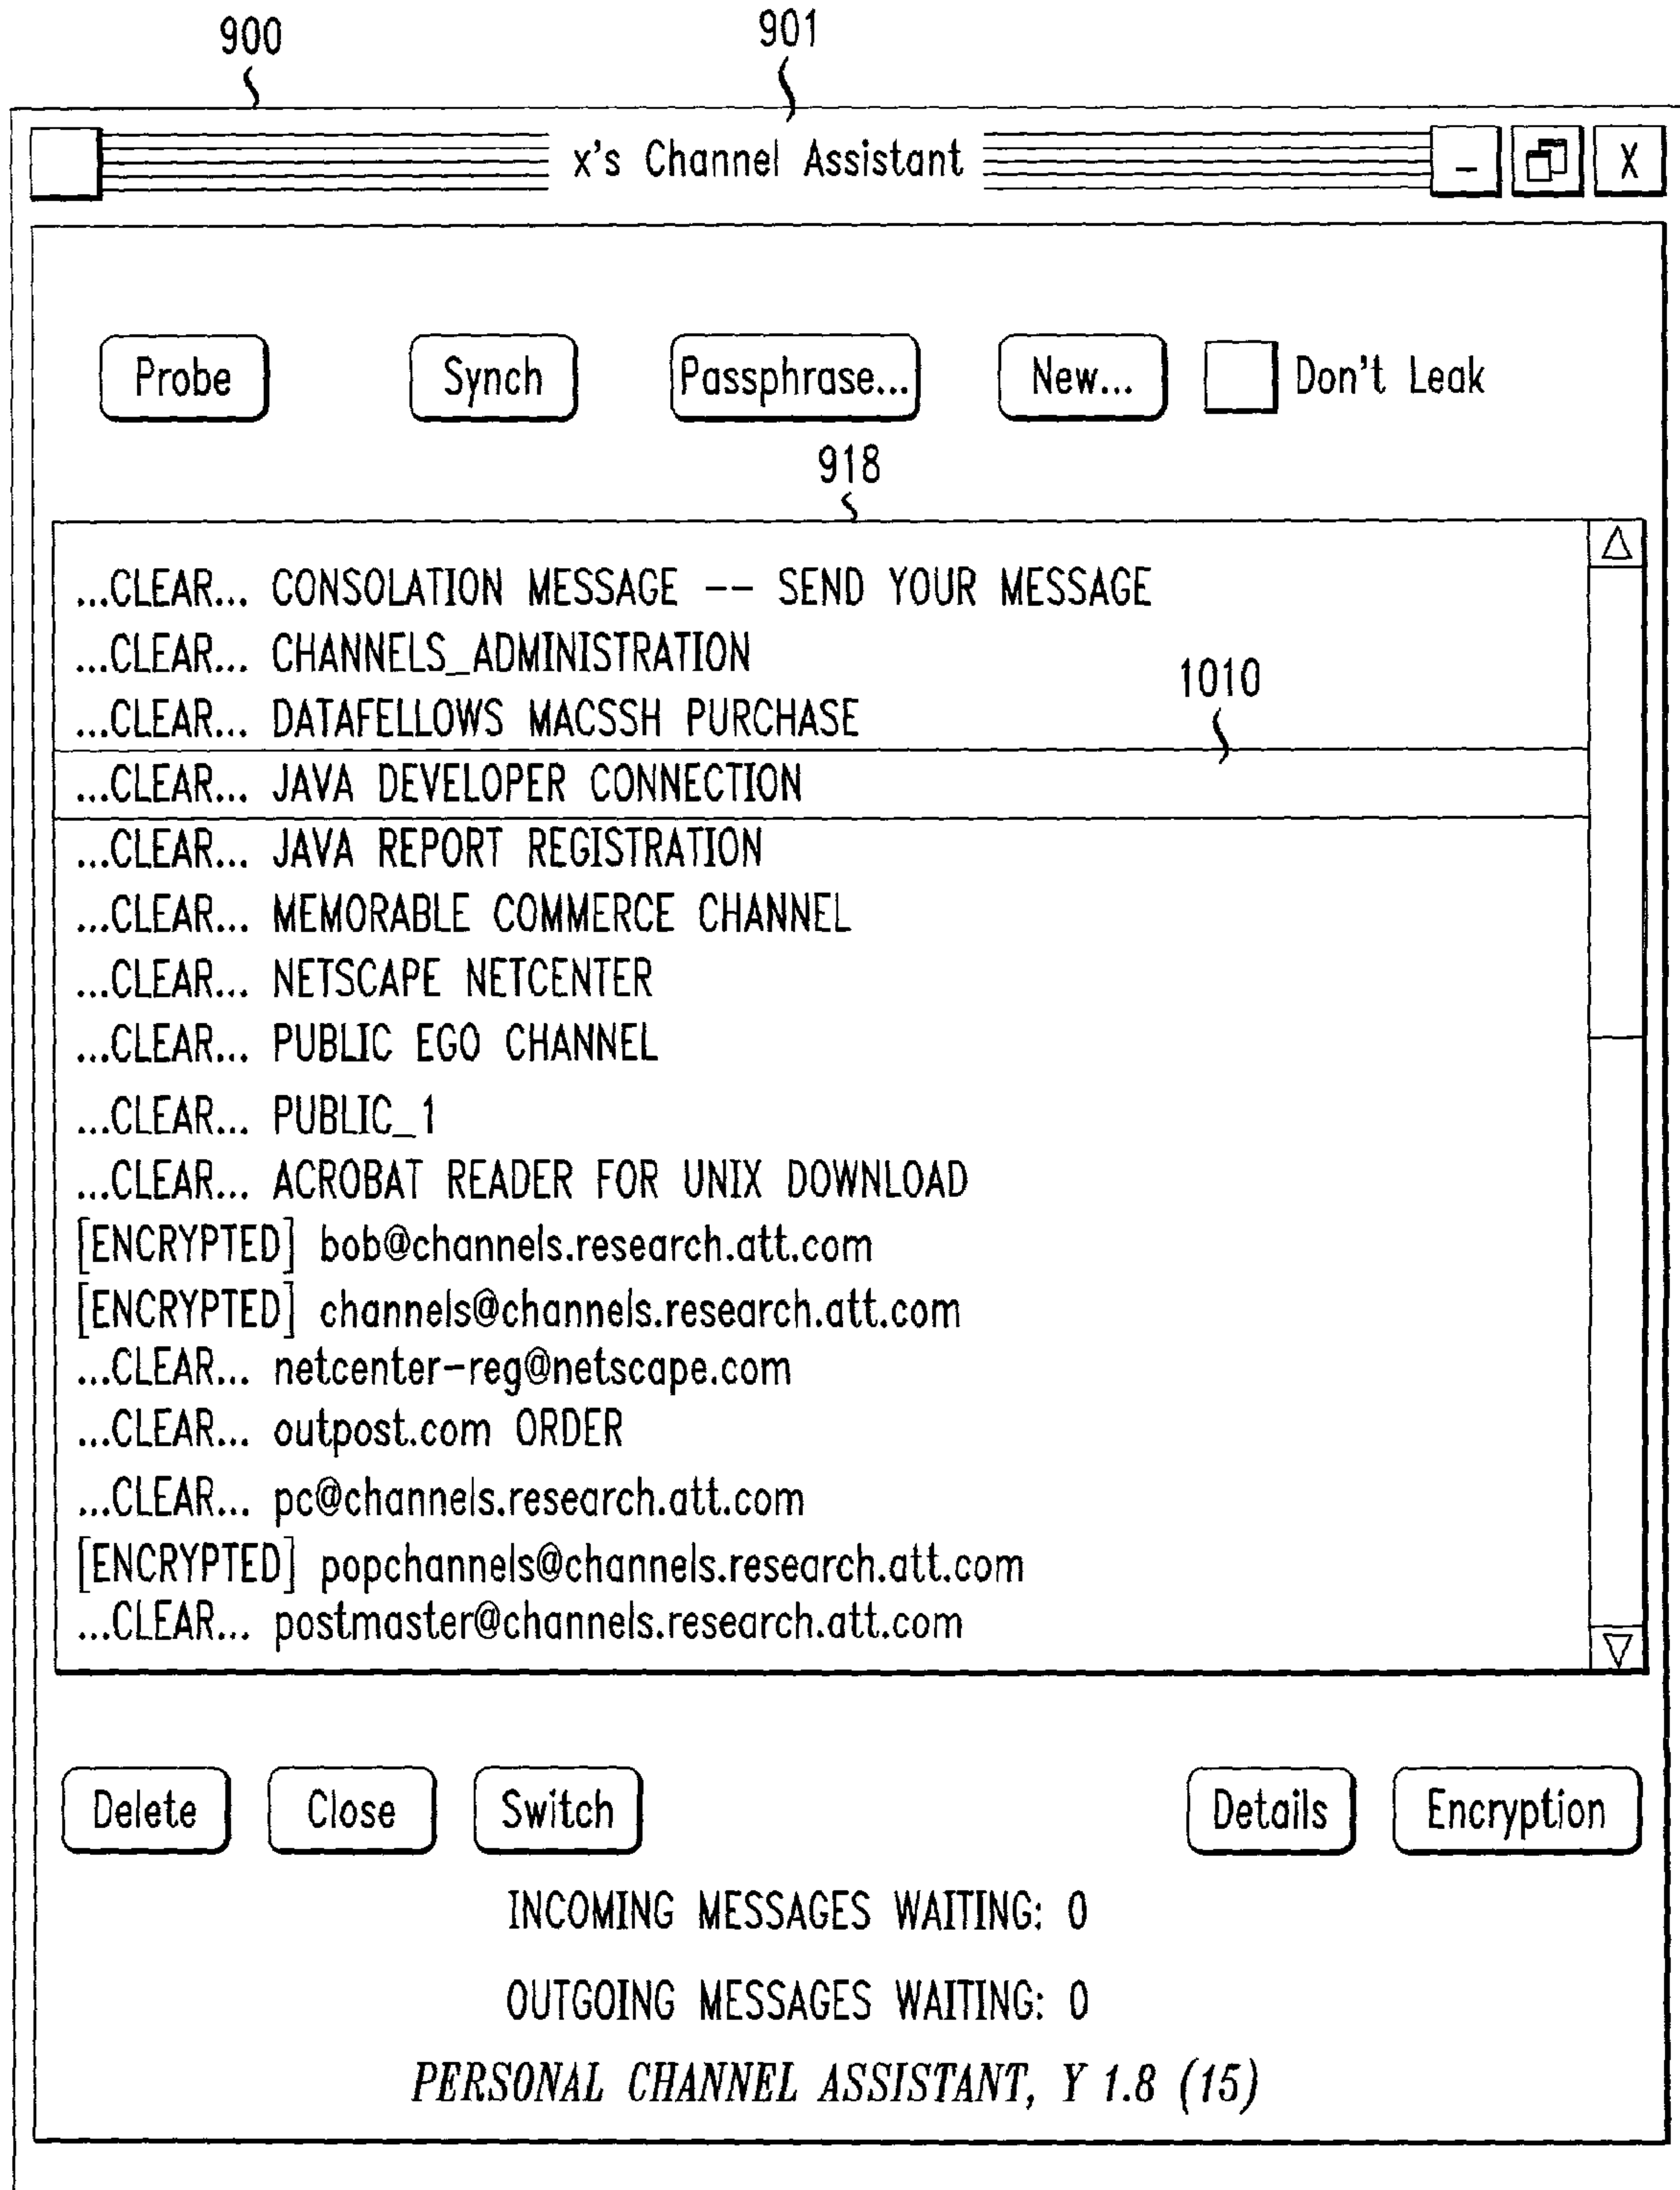 900 901
x's Channel Assistant - X
Probe Synch Passphrase... New... Don't Leak
918
...CLEAR... CONSOLATION MESSAGE -- SEND YOUR MESSAGE
...CLEAR... CHANNELS_ADMINISTRATION
1010
...CLEAR... DATAFELLOWS MACSSH PURCHASE
...CLEAR... JAVA DEVELOPER CONNECTION
...CLEAR... JAVA REPORT REGISTRATION
...CLEAR... MEMORABLE COMMERCE CHANNEL
...CLEAR... NETSCAPE NETCENTER
...CLEAR... PUBLIC EGO CHANNEL
...CLEAR... PUBLIC_1
...CLEAR... ACROBAT READER FOR UNIX DOWNLOAD
[ENCRYPTED] bob@channels.research.att.com
[ENCRYPTED] channels@channels.research.att.com
...CLEAR... netcenter-reg@netscape.com
...CLEAR... outpost.com ORDER
...CLEAR... pc@channels.research.att.com
[ENCRYPTED] popchannels@channels.research.att.com
...CLEAR... postmaster@channels.research.att.com
Delete Close Switch Details Encryption
INCOMING MESSAGES WAITING: 0
OUTGOING MESSAGES WAITING: 0
PERSONAL CHANNEL ASSISTANT, Y 1.8 (15)